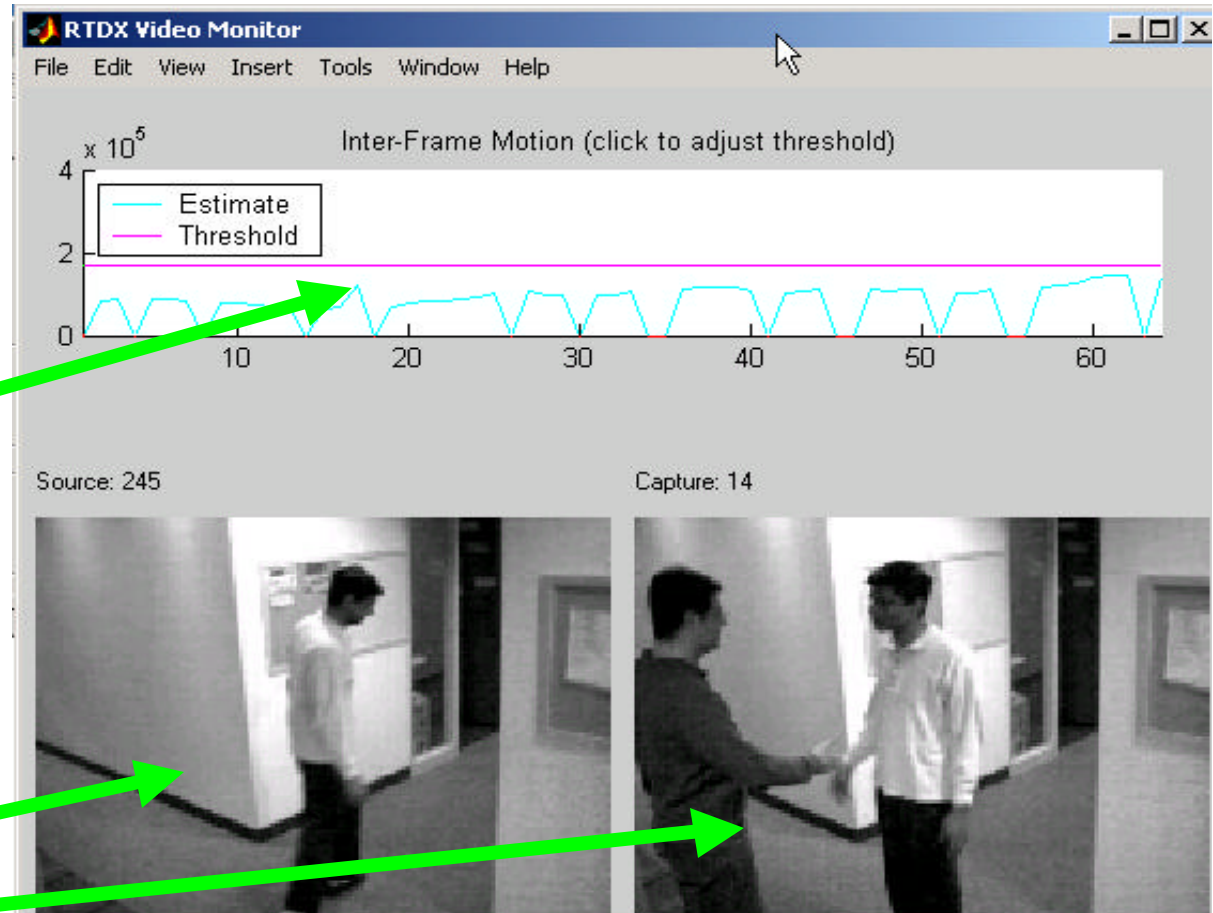 RTDX Video Monitor
File Edit View Insert Tools Window Help
x 10^5
Inter-Frame Motion (click to adjust threshold)
4
2
0
Estimate
Threshold
10 20 30 40 50 60
Source: 245
Capture: 14